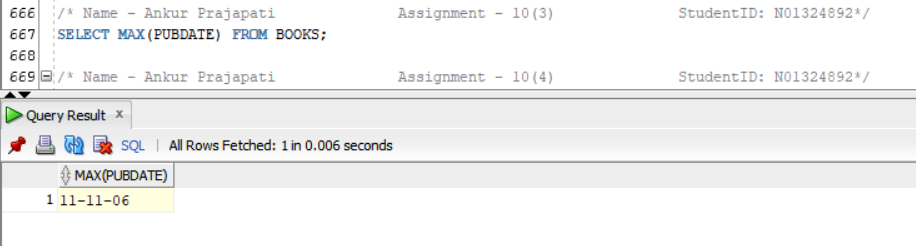 666 /* Name - Ankur Prajapati Assignment - 10(3) StudentID: N01324892*/
667 SELECT MAX(PUBDATE) FROM BOOKS;
668
669 /* Name - Ankur Prajapati Assignment - 10(4) StudentID: N01324892*/
Query Result x
SQL | All Rows Fetched: 1 in 0.006 seconds
MAX(PUBDATE)
1 11-11-06